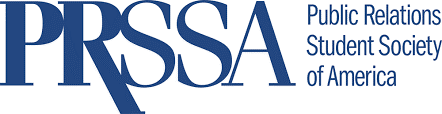 PRSSA
Public Relations
Student Society
of America